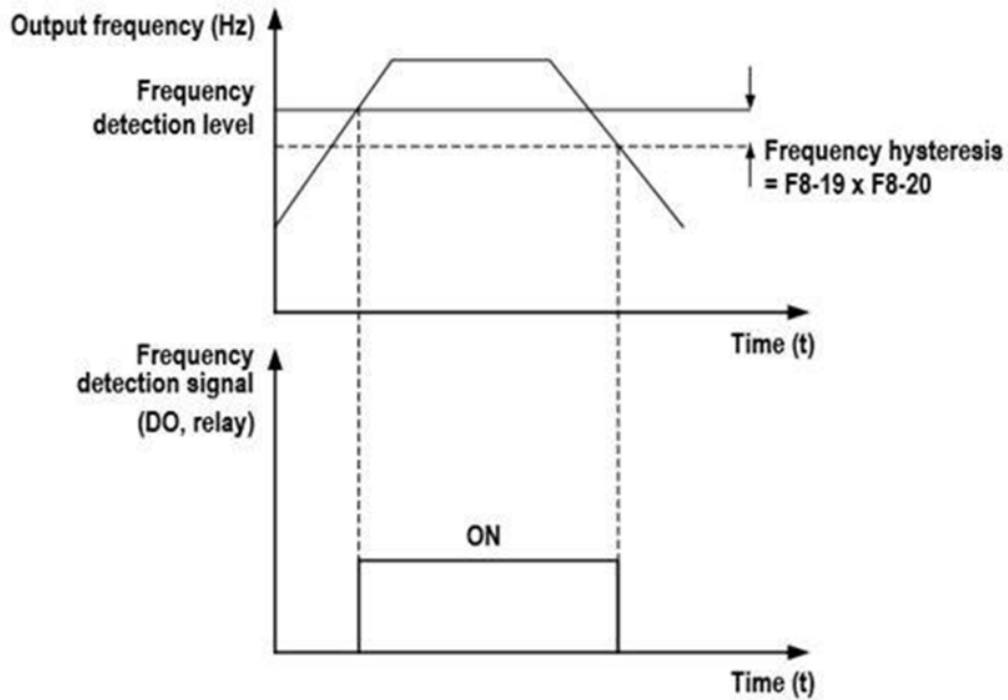 Output frequency (Hz)
Frequency
detection level
Frequency hysteresis
= F8-19 x F8-20
Time (t)
Frequency
detection signal
(DO, relay)
ON
Time (t)